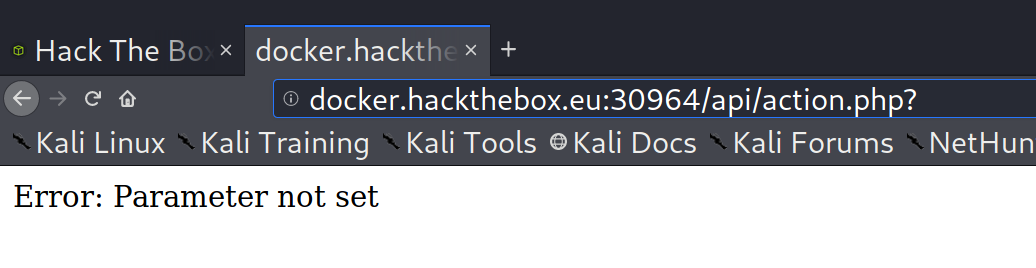 Hack The Box × docker.hackthe × +
docker.hackthebox.eu:30964/api/action.php?
Kali Linux Kali Training Kali Tools Kali Docs Kali Forums NetHun
Error: Parameter not set